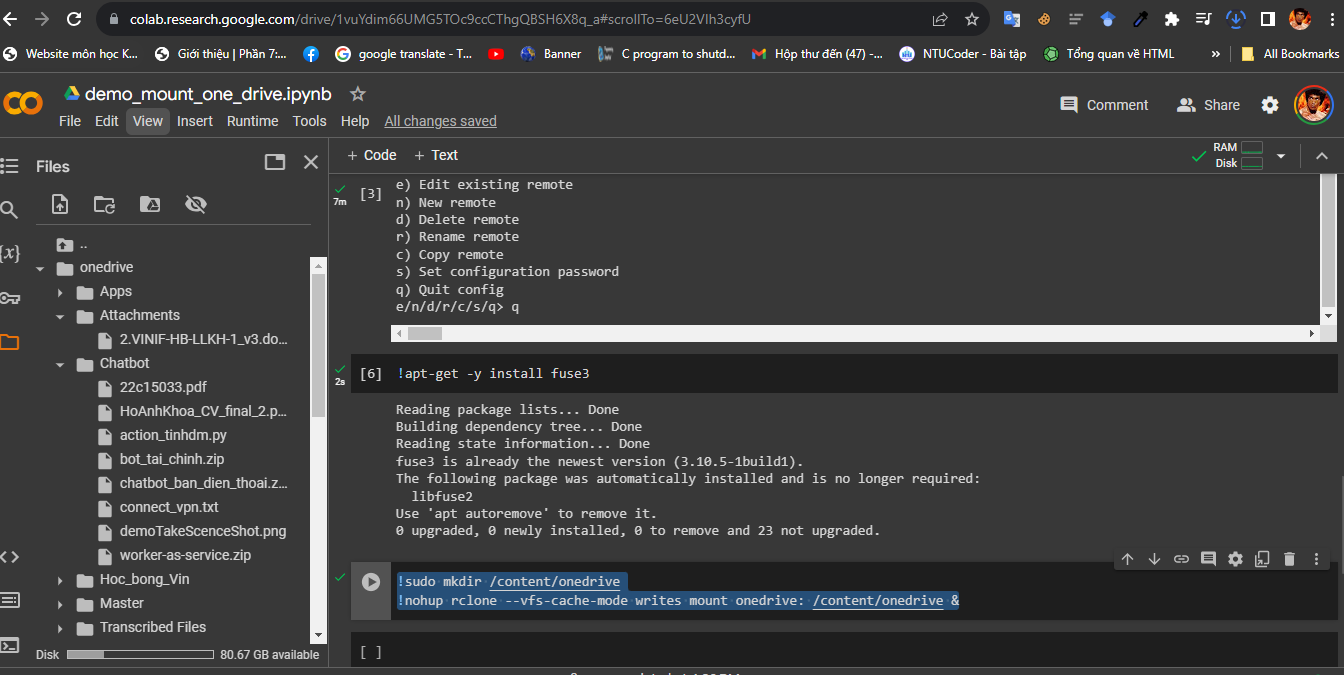 colab.research.google.com/drive/1vuYdim66UMG5TOc9ccCThgQBSH6X8q_a#scrollTo=6eU2VIh3cyfU
Website môn học K... Giới thiệu | Phần 7:... google translate - T... Banner C program to shutd... Hộp thư đến (47) -... NTUCoder - Bài tập Tổng quan về HTML » All Bookmarks
demo_mount_one_drive.ipynb
File Edit View Insert Runtime Tools Help All changes saved
Comment Share
Files
+ Code + Text
RAM
Disk
..
onedrive
Apps
Attachments
2.VINIF-HB-LLKH-1_v3.do...
Chatbot
22c15033.pdf
HoAnhKhoa_CV_final_2.p...
action_tinhdm.py
bot_tai_chinh.zip
chatbot_ban_dien_thoai.z...
connect_vpn.txt
demoTakeScenceShot.png
worker-as-service.zip
Hoc_bong_Vin
Master
Transcribed Files
Disk 80.67 GB available
7m [3]
e) Edit existing remote
n) New remote
d) Delete remote
r) Rename remote
c) Copy remote
s) Set configuration password
q) Quit config
e/n/d/r/c/s/q> q
2s [6] !apt-get -y install fuse3
Reading package lists... Done
Building dependency tree... Done
Reading state information... Done
fuse3 is already the newest version (3.10.5-1build1).
The following package was automatically installed and is no longer required:
libfuse2
Use 'apt autoremove' to remove it.
0 upgraded, 0 newly installed, 0 to remove and 23 not upgraded.
!sudo mkdir /content/onedrive
!nohup rclone --vfs-cache-mode writes mount onedrive: /content/onedrive &
[ ]